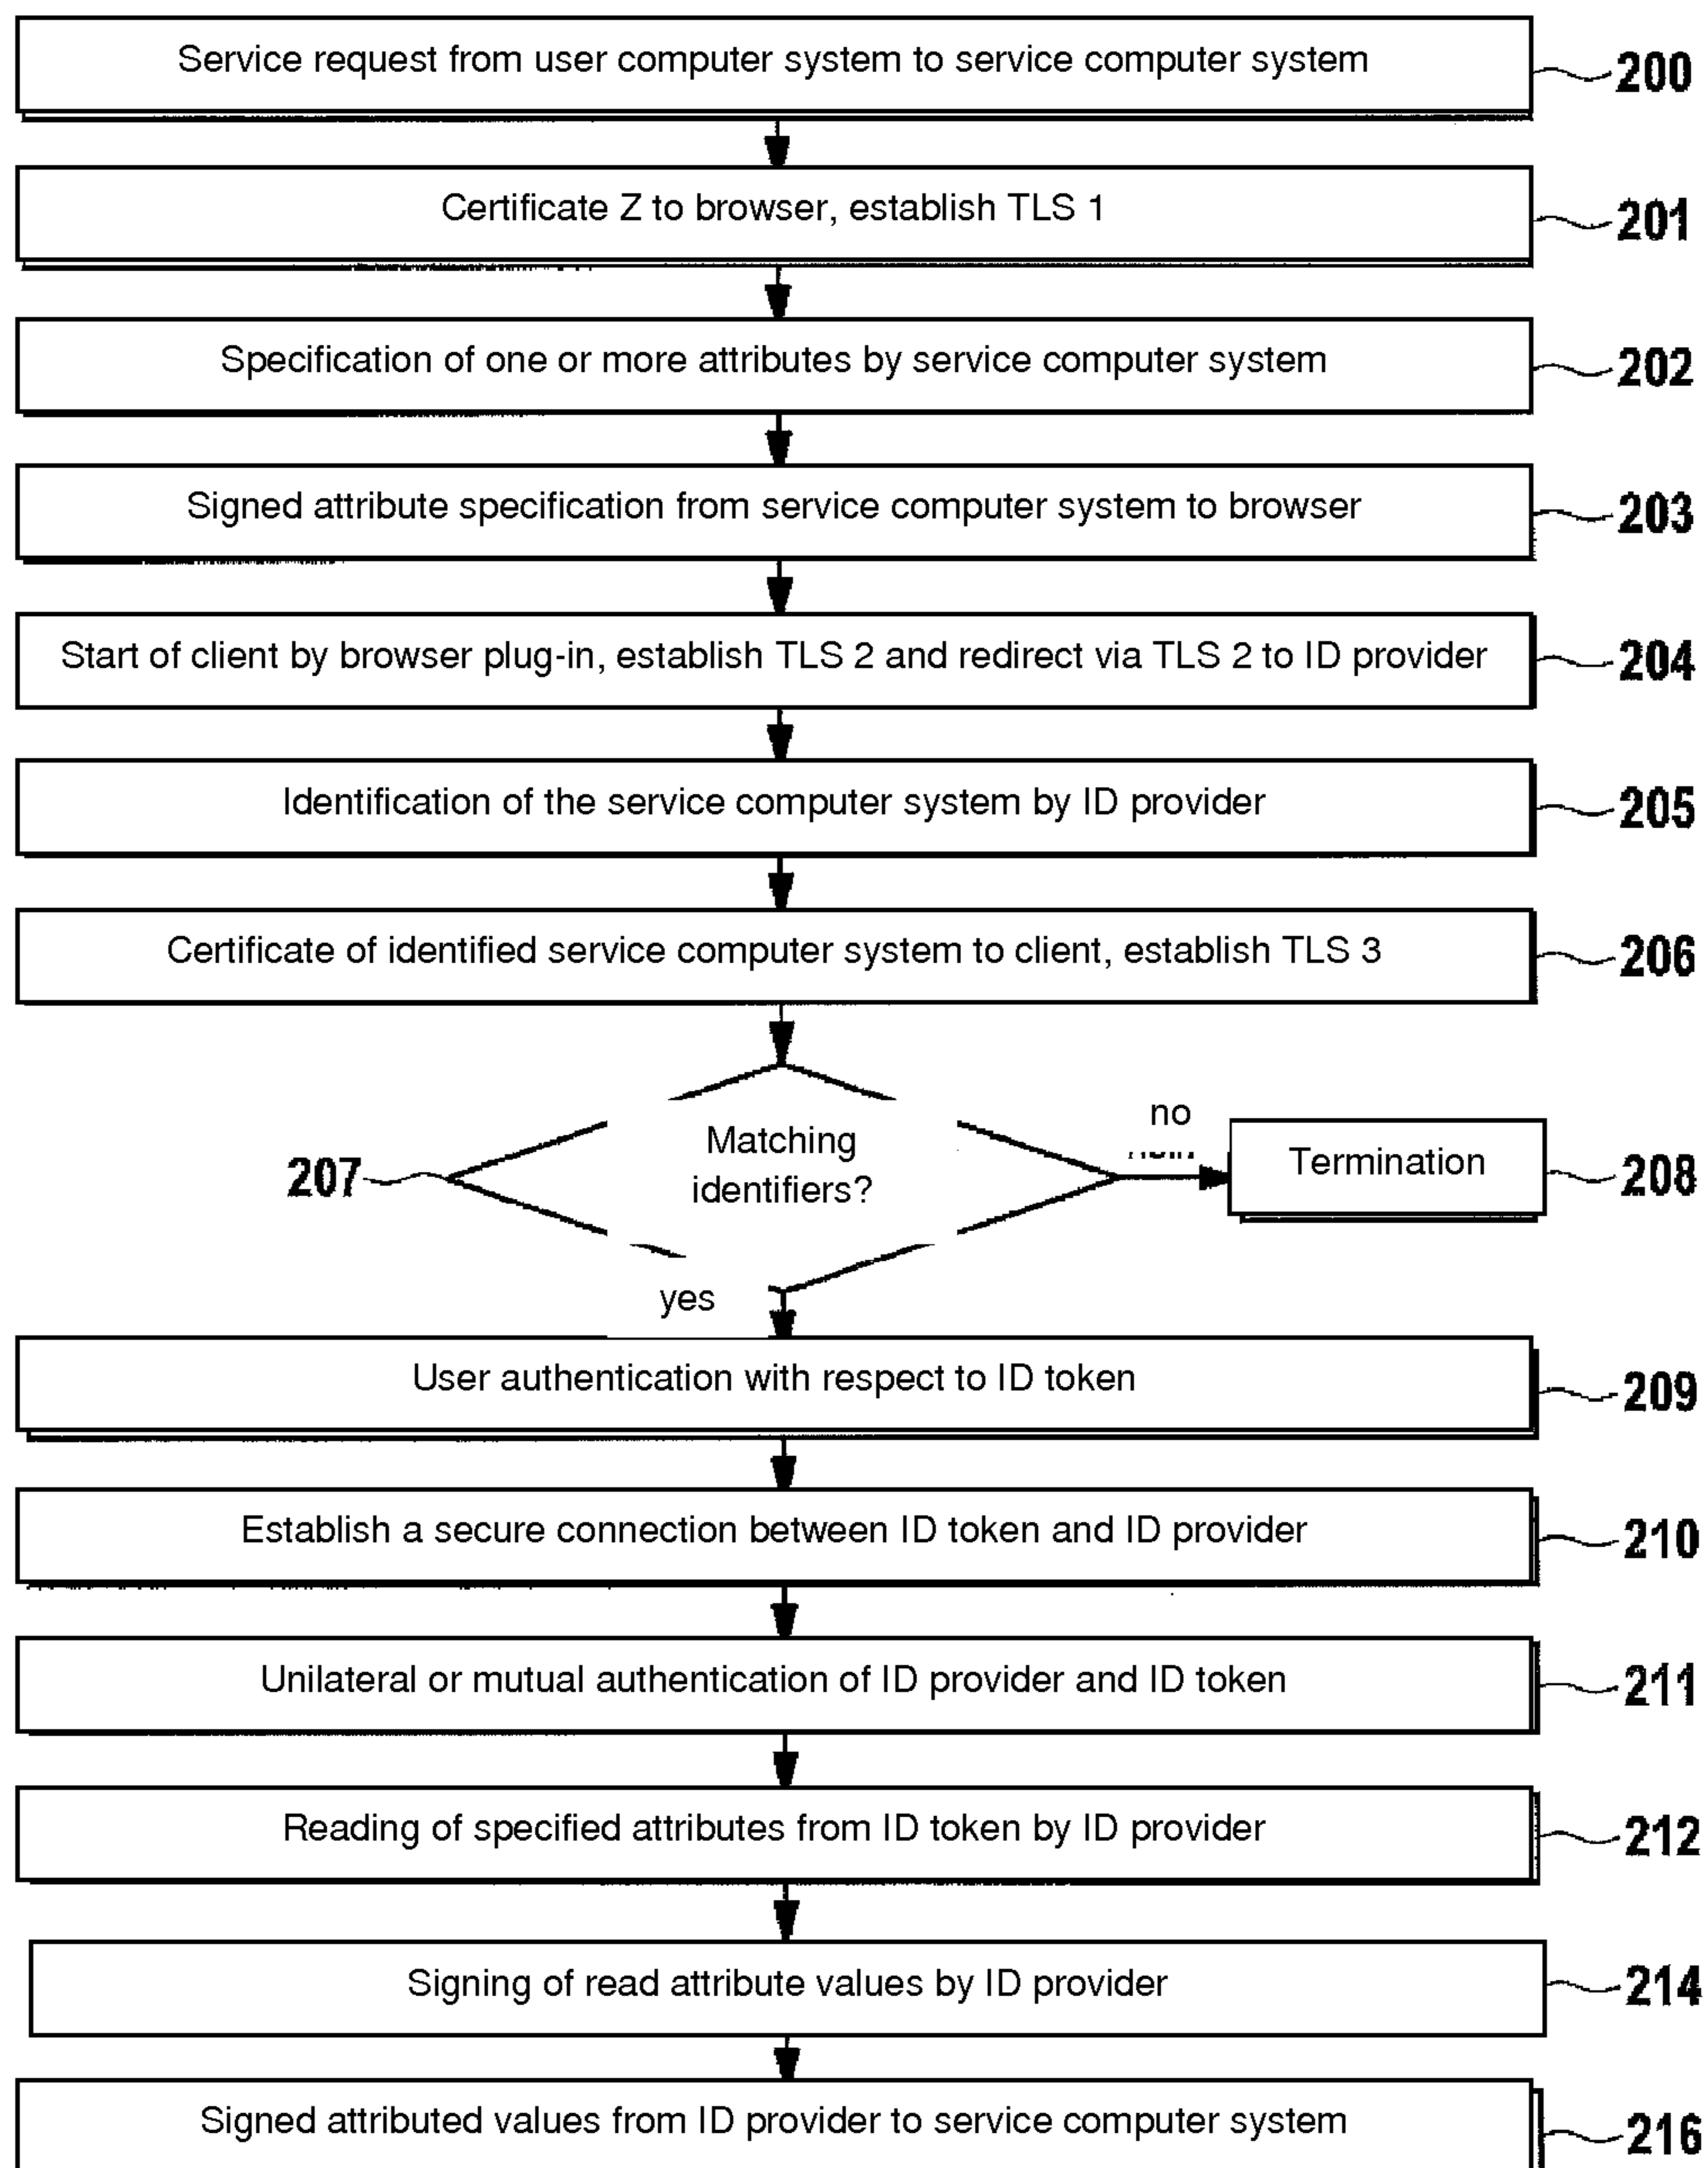 Service request from user computer system to service computer system
200
Certificate Z to browser, establish TLS 1
201
Specification of one or more attributes by service computer system
202
Signed attribute specification from service computer system to browser
203
Start of client by browser plug-in, establish TLS 2 and redirect via TLS 2 to ID provider
204
Identification of the service computer system by ID provider
205
Certificate of identified service computer system to client, establish TLS 3
206
no
Matching
identifiers?
207
Termination
208
yes
User authentication with respect to ID token
209
Establish a secure connection between ID token and ID provider
210
Unilateral or mutual authentication of ID provider and ID token
211
Reading of specified attributes from ID token by ID provider
212
Signing of read attribute values by ID provider
214
Signed attributed values from ID provider to service computer system
216